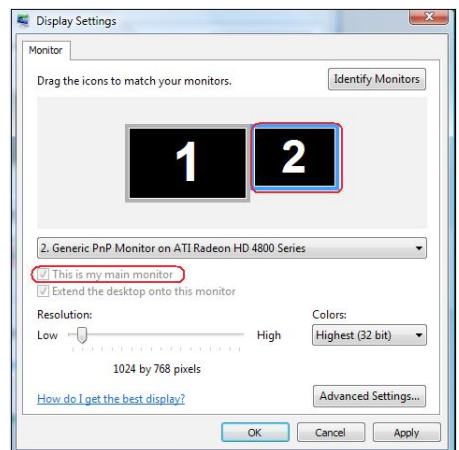 Display Settings
Monitor
Drag the icons to match your monitors.
Identify Monitors
1
2
2. Generic PnP Monitor on ATI Radeon HD 4800 Series
This is my main monitor
Extend the desktop onto this monitor
Resolution:
Colors:
Low
High
Highest (32 bit)
1024 by 768 pixels
How do I get the best display?
Advanced Settings...
OK
Cancel
Apply